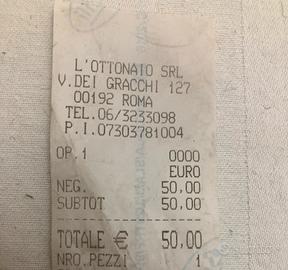 L'OTTONAIO SRL
V.DEI GRACCHI 127
00192 ROMA
TEL.06/3233098
P.I.07303781004
OP.1 0000
EURO
NEG. 50.00
SUBTOT 50.00
TOTALE € 50.00
NRO.PEZZI 1